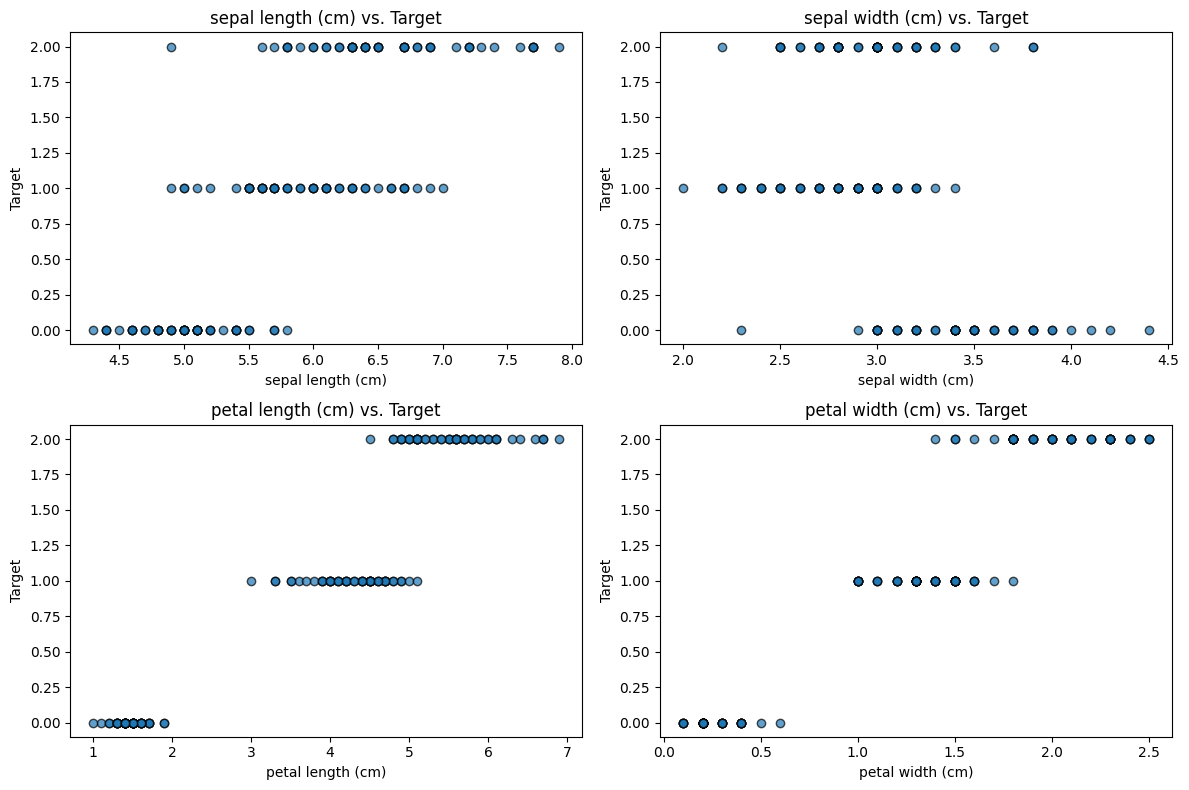 sepal length (cm) vs. Target
2.00
1.75
1.50
1.25
1.00
0.75
0.50
0.25
0.00
Target
4.5 5.0 5.5 6.0 6.5 7.0 7.5 8.0
sepal length (cm)
sepal width (cm) vs. Target
2.00
1.75
1.50
1.25
1.00
0.75
0.50
0.25
0.00
Target
2.0 2.5 3.0 3.5 4.0 4.5
sepal width (cm)
petal length (cm) vs. Target
2.00
1.75
1.50
1.25
1.00
0.75
0.50
0.25
0.00
Target
1 2 3 4 5 6 7
petal length (cm)
petal width (cm) vs. Target
2.00
1.75
1.50
1.25
1.00
0.75
0.50
0.25
0.00
Target
0.0 0.5 1.0 1.5 2.0 2.5
petal width (cm)